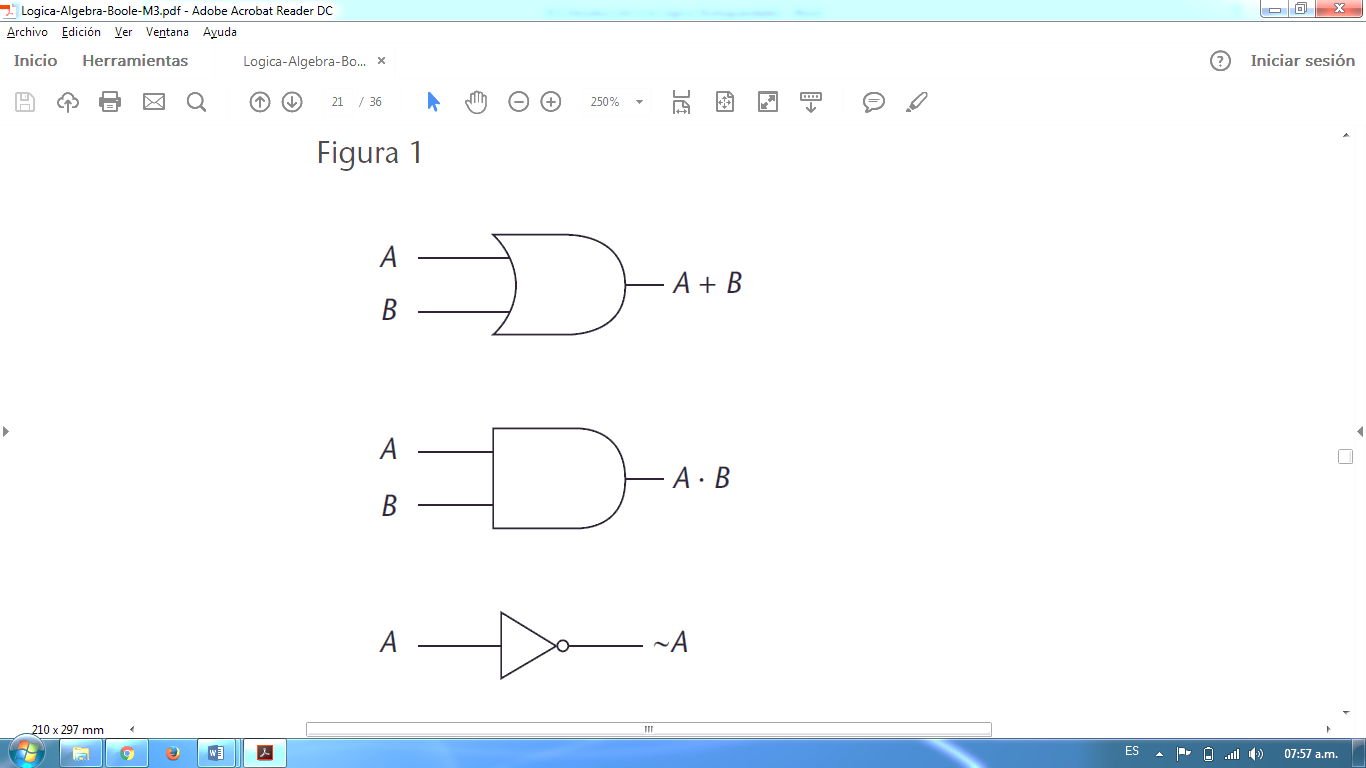 Logica-Algebra-Boole-M3.pdf - Adobe Acrobat Reader DC
Archivo Edición Ver Ventana Ayuda
Inicio Herramientas Logica-Algebra-Bo... × ? Iniciar sesión
21 / 36 250%
Figura 1
A
B
A + B
A
B
A · B
A
~A
210 x 297 mm
ES 07:57 a.m.